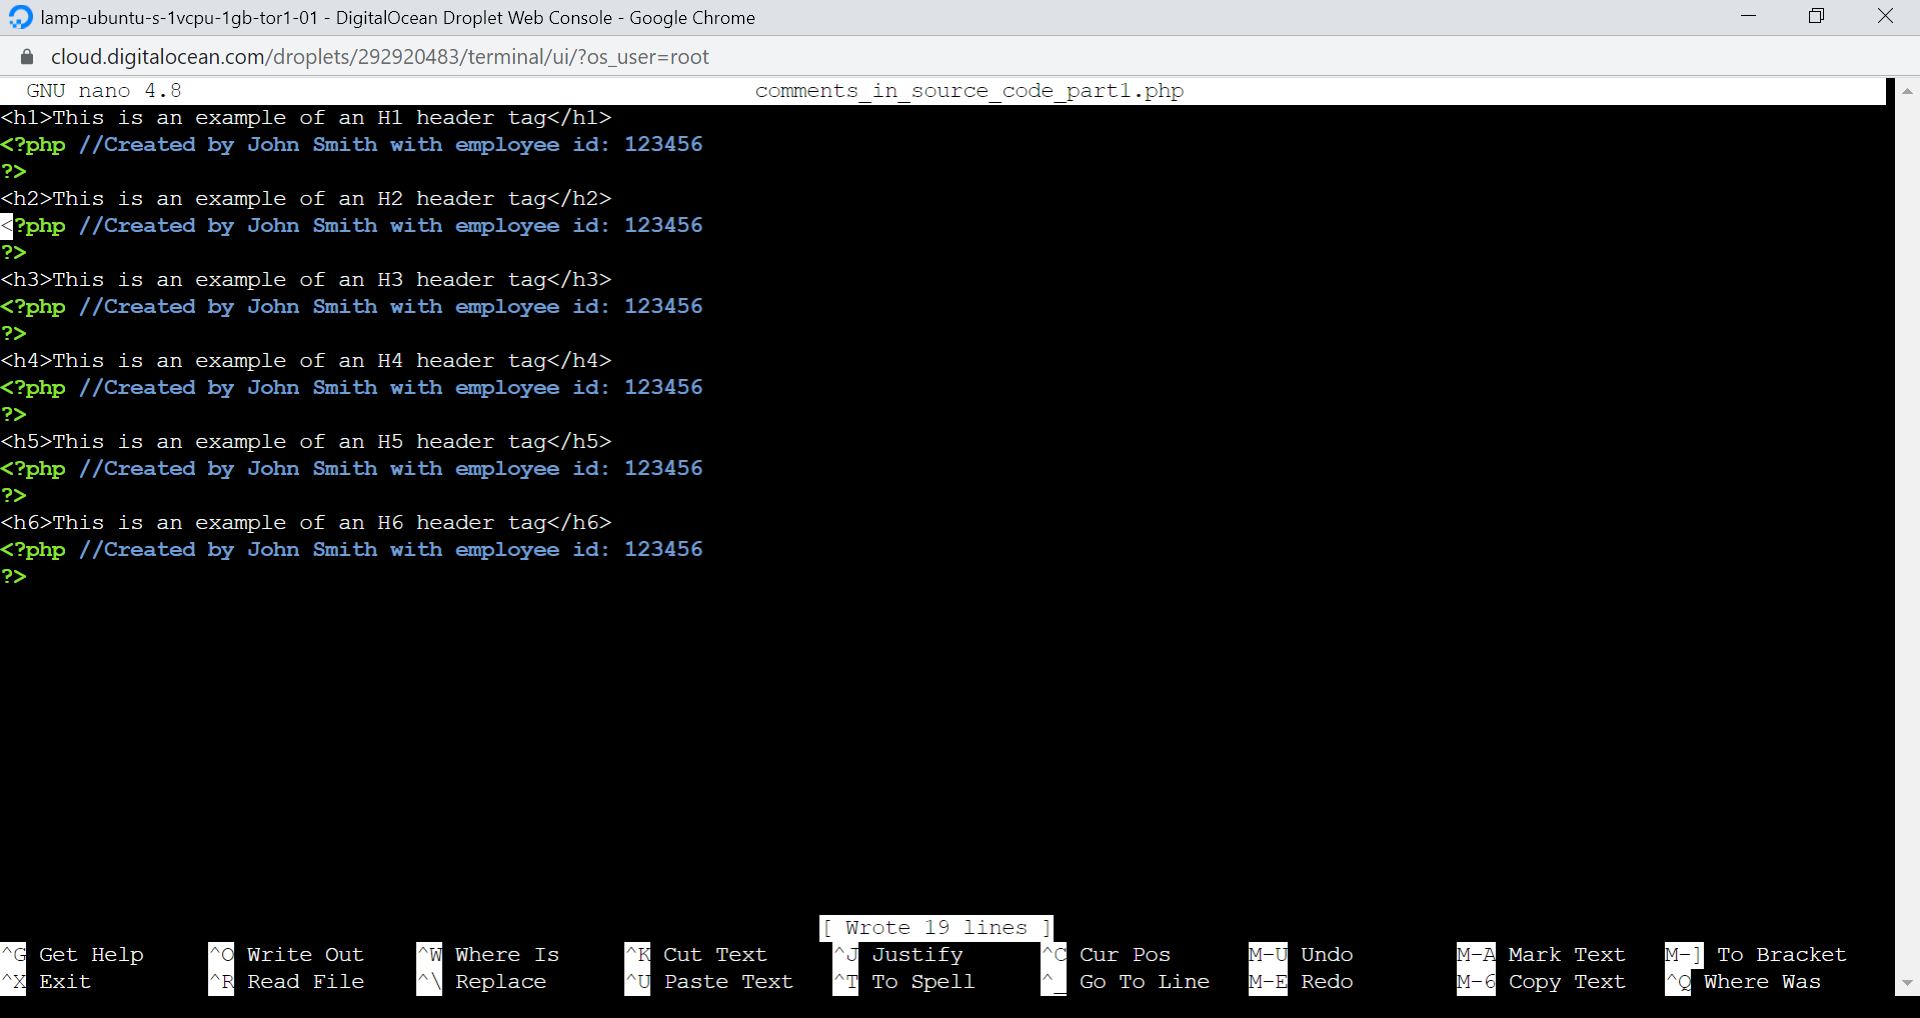 lamp-ubuntu-s-1vcpu-1gb-tor1-01 - DigitalOcean Droplet Web Console - Google Chrome
cloud.digitalocean.com/droplets/292920483/terminal/ui/?os_user=root
GNU nano 4.8 comments_in_source_code_part1.php
<h1>This is an example of an H1 header tag</h1>
<?php //Created by John Smith with employee id: 123456
?>
<h2>This is an example of an H2 header tag</h2>
<?php //Created by John Smith with employee id: 123456
?>
<h3>This is an example of an H3 header tag</h3>
<?php //Created by John Smith with employee id: 123456
?>
<h4>This is an example of an H4 header tag</h4>
<?php //Created by John Smith with employee id: 123456
?>
<h5>This is an example of an H5 header tag</h5>
<?php //Created by John Smith with employee id: 123456
?>
<h6>This is an example of an H6 header tag</h6>
<?php //Created by John Smith with employee id: 123456
?>
[ Wrote 19 lines ]
^G Get Help ^O Write Out ^W Where Is ^K Cut Text ^J Justify ^C Cur Pos M-U Undo M-A Mark Text M-] To Bracket
^X Exit ^R Read File ^\ Replace ^U Paste Text ^T To Spell ^_ Go To Line M-E Redo M-6 Copy Text ^Q Where Was